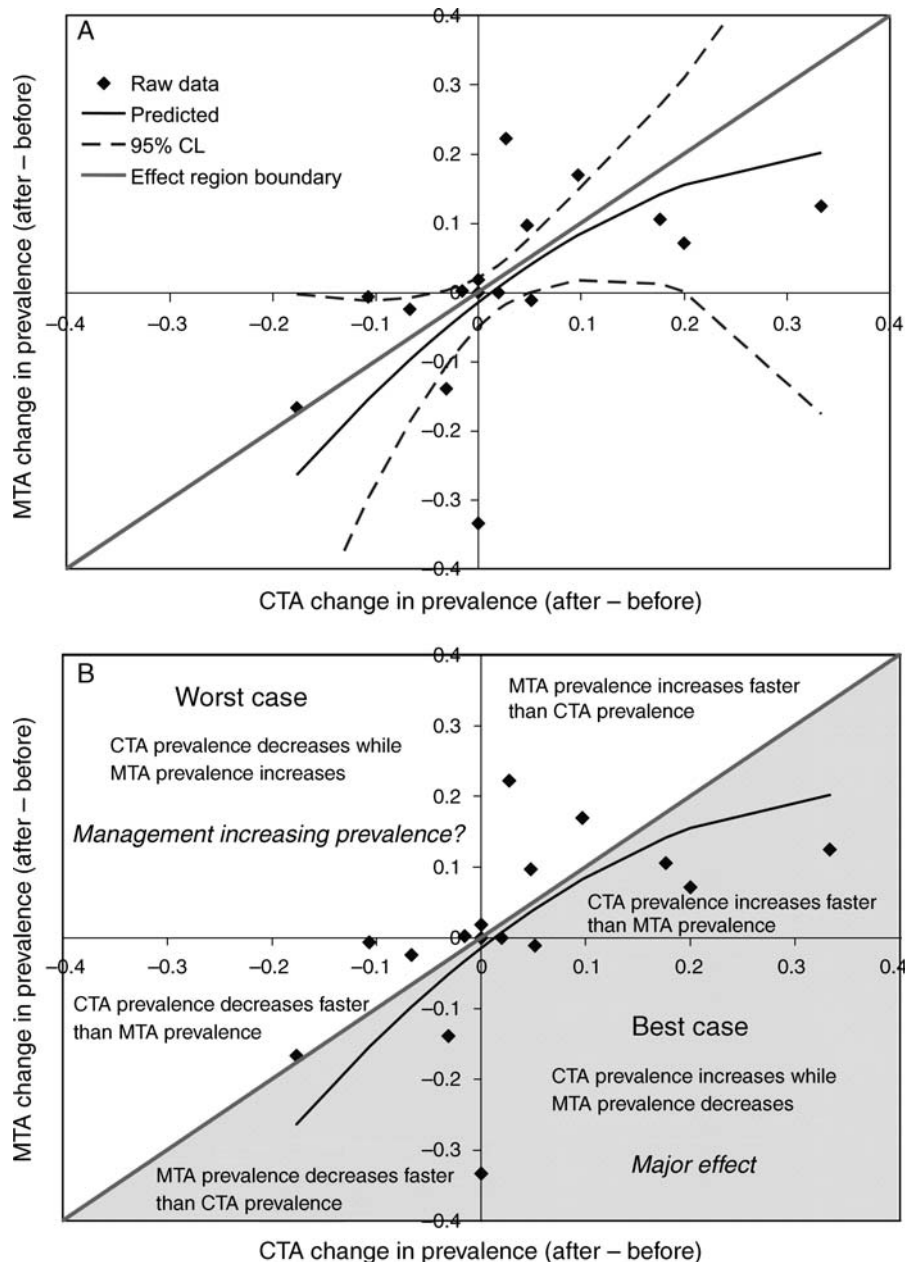 A
Raw data
Predicted
95% CL
Effect region boundary
0.4
0.3
0.2
0.1
0
−0.1
−0.2
−0.3
−0.4
−0.4
−0.3
−0.2
−0.1
0
0.1
0.2
0.3
0.4
MTA change in prevalence (after – before)
CTA change in prevalence (after – before)
B
Worst case
CTA prevalence decreases while
MTA prevalence increases
Management increasing prevalence?
MTA prevalence increases faster
than CTA prevalence
CTA prevalence increases faster
than MTA prevalence
CTA prevalence decreases faster
than MTA prevalence
Best case
CTA prevalence increases while
MTA prevalence decreases
Major effect
MTA prevalence decreases faster
than CTA prevalence
0.4
0.3
0.2
0.1
0
−0.1
−0.2
−0.3
−0.4
−0.4
−0.3
−0.2
−0.1
0
0.1
0.2
0.3
0.4
MTA change in prevalence (after – before)
CTA change in prevalence (after – before)